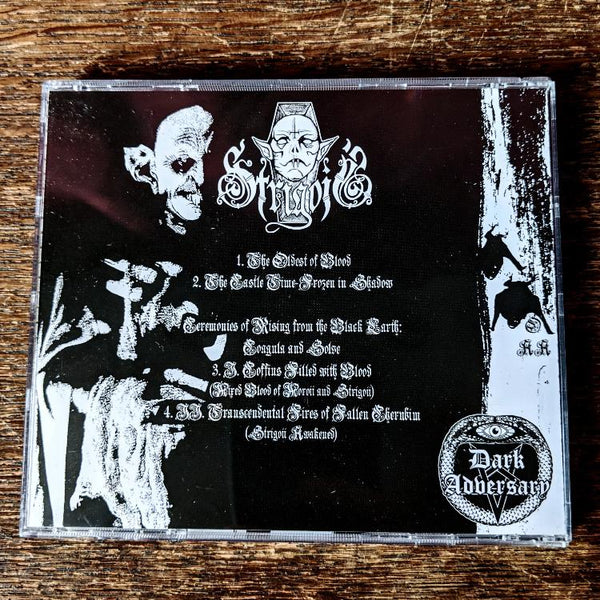 Strigoii
1. The Oldest of Blood
2. The Castle Time-Frozen in Shadow
Ceremonies of Rising from the Black Earth:
Coagula and Solve
3. I. Coffins Filled with Blood
(Mixed Blood of Moroii and Strigoii)
4. II. Transcendental Fires of Fallen Cherubim
(Strigoii Awakened)
Dark
Adversary